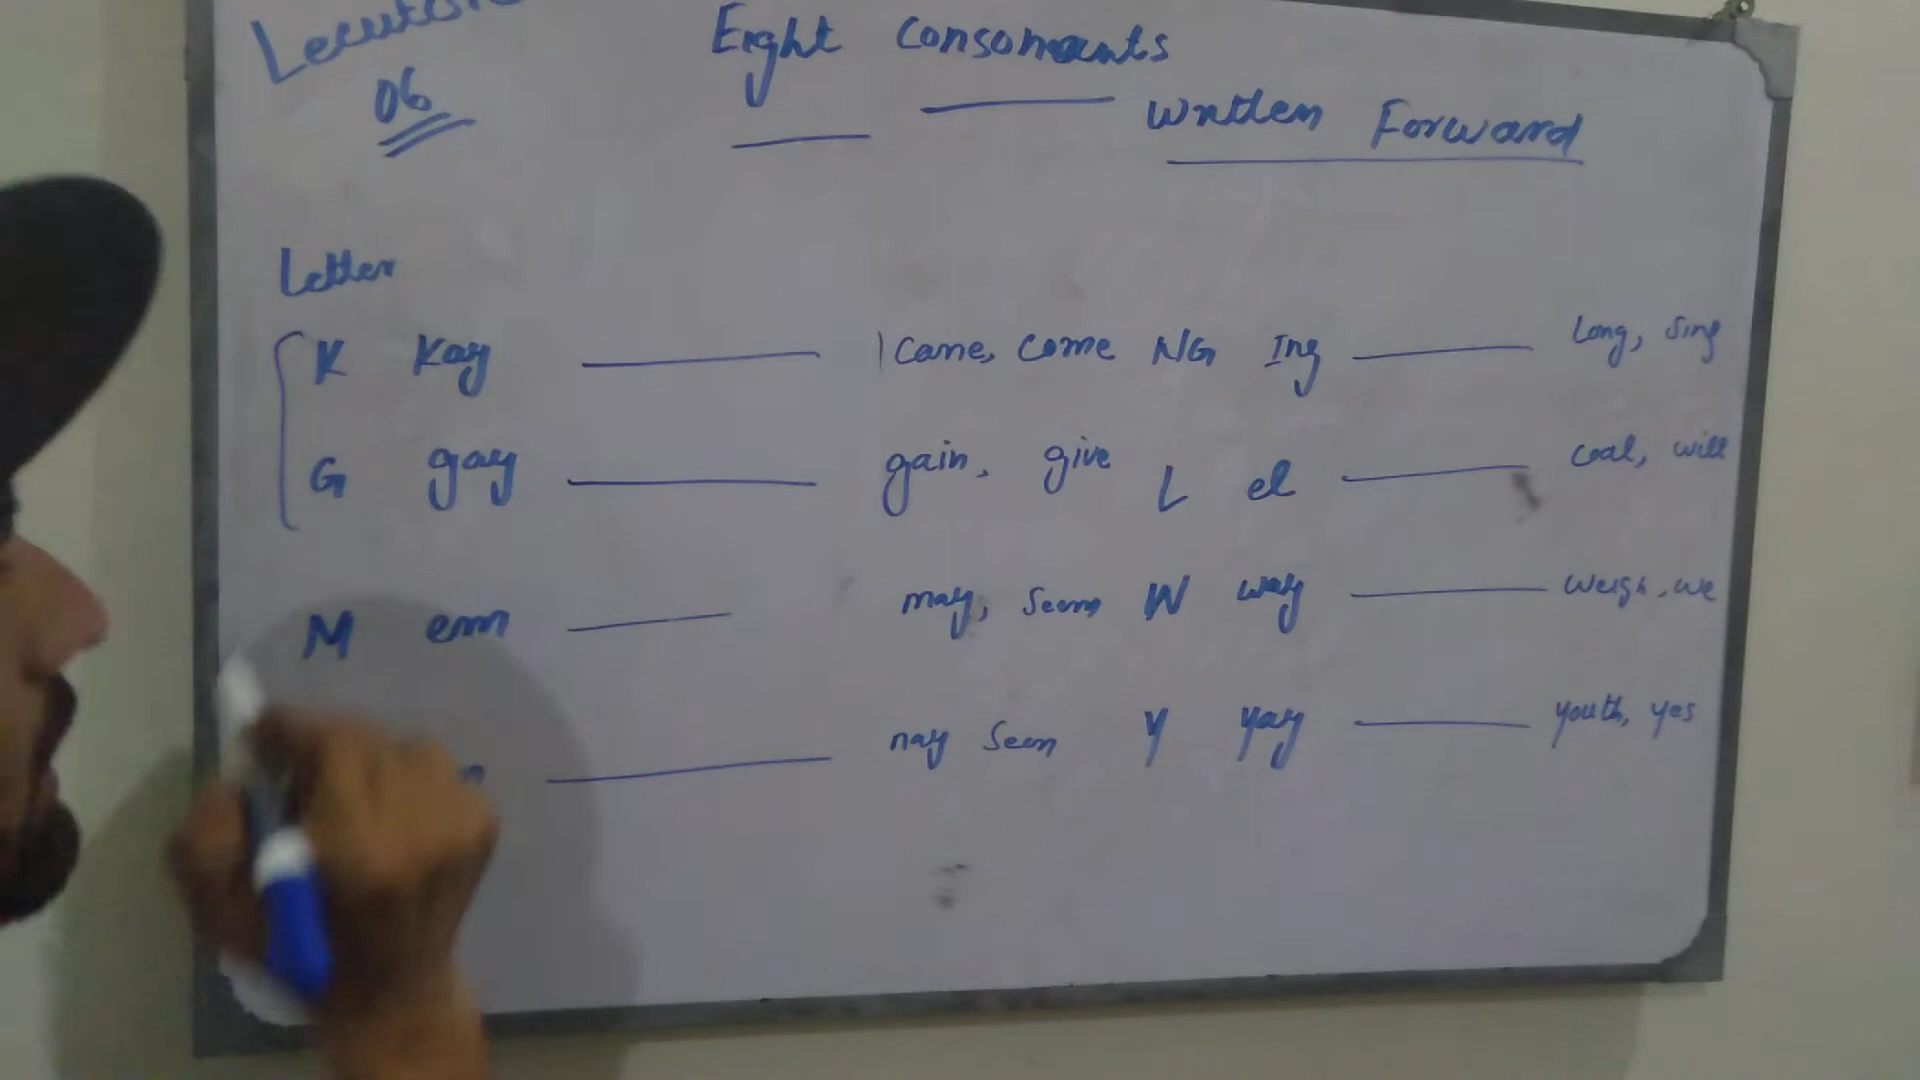 Lecture
06
Eight Consonants
Written Forward
Letter
K Kay came, come NG Ing long, sing
G gay gain, give L el coal, will
M em may, seem W way weigh, we
nay seen Y yay youth, yes